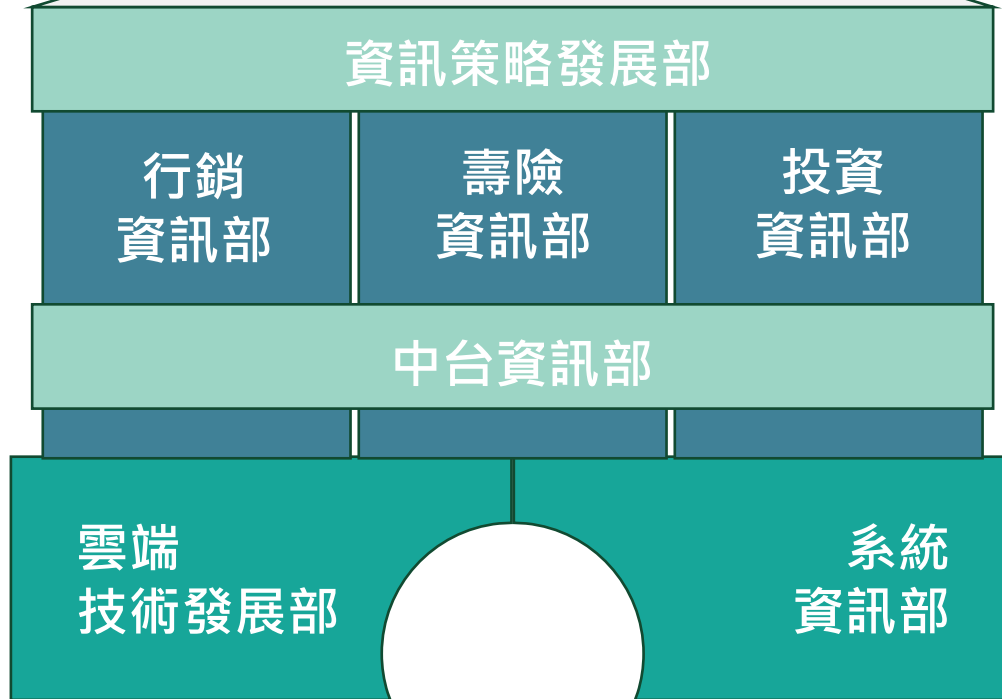 資訊策略發展部
行銷
資訊部
壽險
資訊部
投資
資訊部
中台資訊部
雲端
技術發展部
系統
資訊部